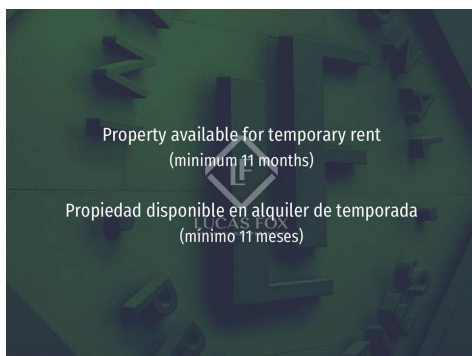 Property available for temporary rent
(minimum 11 months)
LF
Propiedad disponible en alquiler de temporada
LUCAS FOX
(mínimo 11 meses)